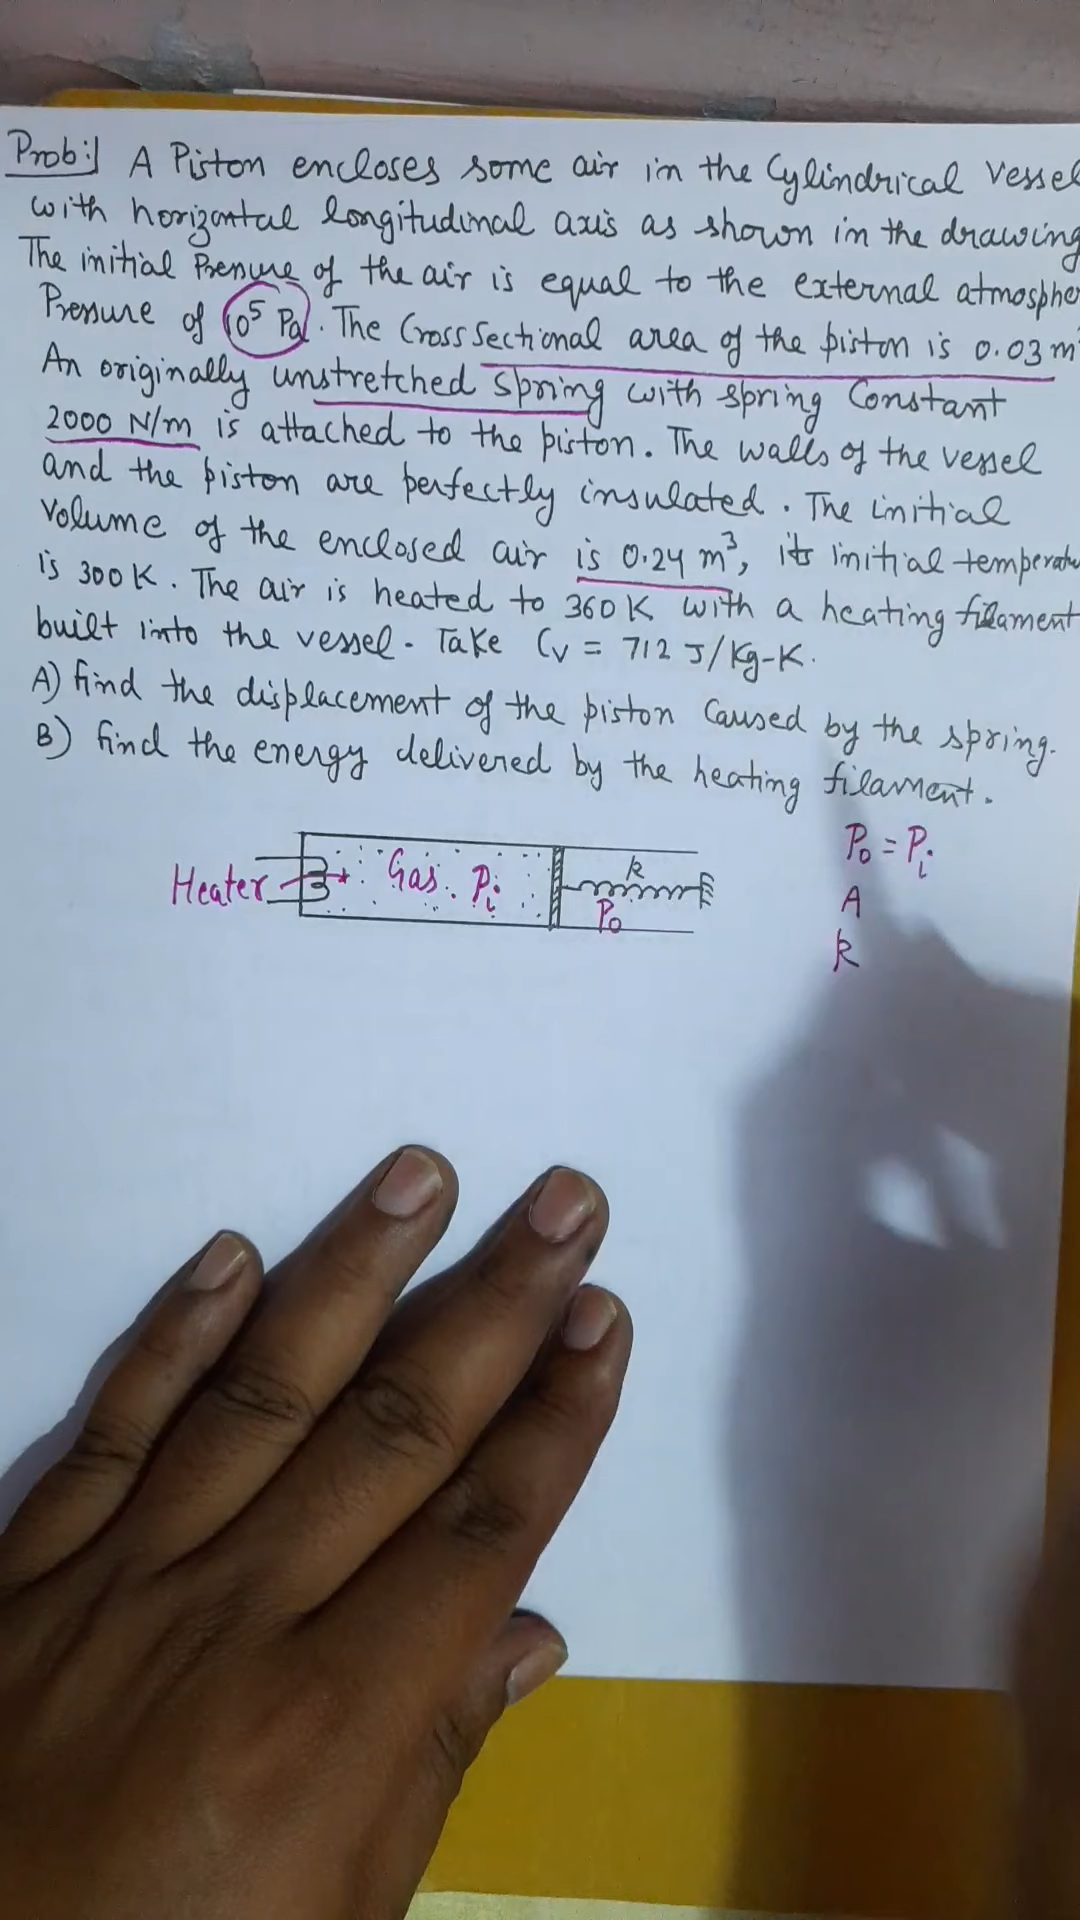 Prob:1 A Piston encloses some air in the Cylindrical Vessel
with horizontal longitudinal axis as shown in the drawing
The initial Pressure of the air is equal to the external atmosphe
Pressure of 10⁵ Pa. The Cross Sectional area of the piston is 0.03 m
An originally unstretched spring with spring Constant
2000 N/m is attached to the piston. The walls of the vessel
and the piston are perfectly insulated. The initial
Volume of the enclosed air is 0.24 m³, its initial temperatu
is 300 K. The air is heated to 360 K with a heating filament
built into the vessel. Take Cv = 712 J/Kg-K.
A) find the displacement of the piston Caused by the spring.
B) find the energy delivered by the heating filament.
Heater Gas Pi k
P₀
P₀ = Pi
A
k